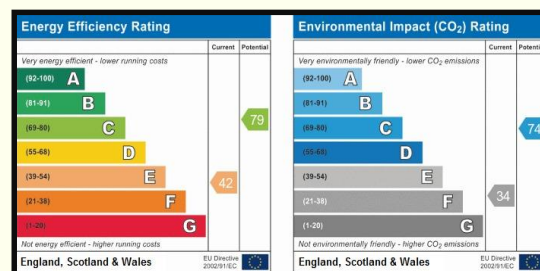 Energy Efficiency Rating
Current Potential
Very energy efficient - lower running costs
(92-100) A
(81-91) B
(69-80) C
79
(55-68) D
(39-54) E
42
(21-38) F
(1-20) G
Not energy efficient - higher running costs
England, Scotland & Wales
EU Directive
2002/91/EC
Environmental Impact (CO₂) Rating
Current Potential
Very environmentally friendly - lower CO₂ emissions
(92-100) A
(81-91) B
(69-80) C
74
(55-68) D
(39-54) E
(21-38) F
34
(1-20) G
Not environmentally friendly - higher CO₂ emissions
England, Scotland & Wales
EU Directive
2002/91/EC